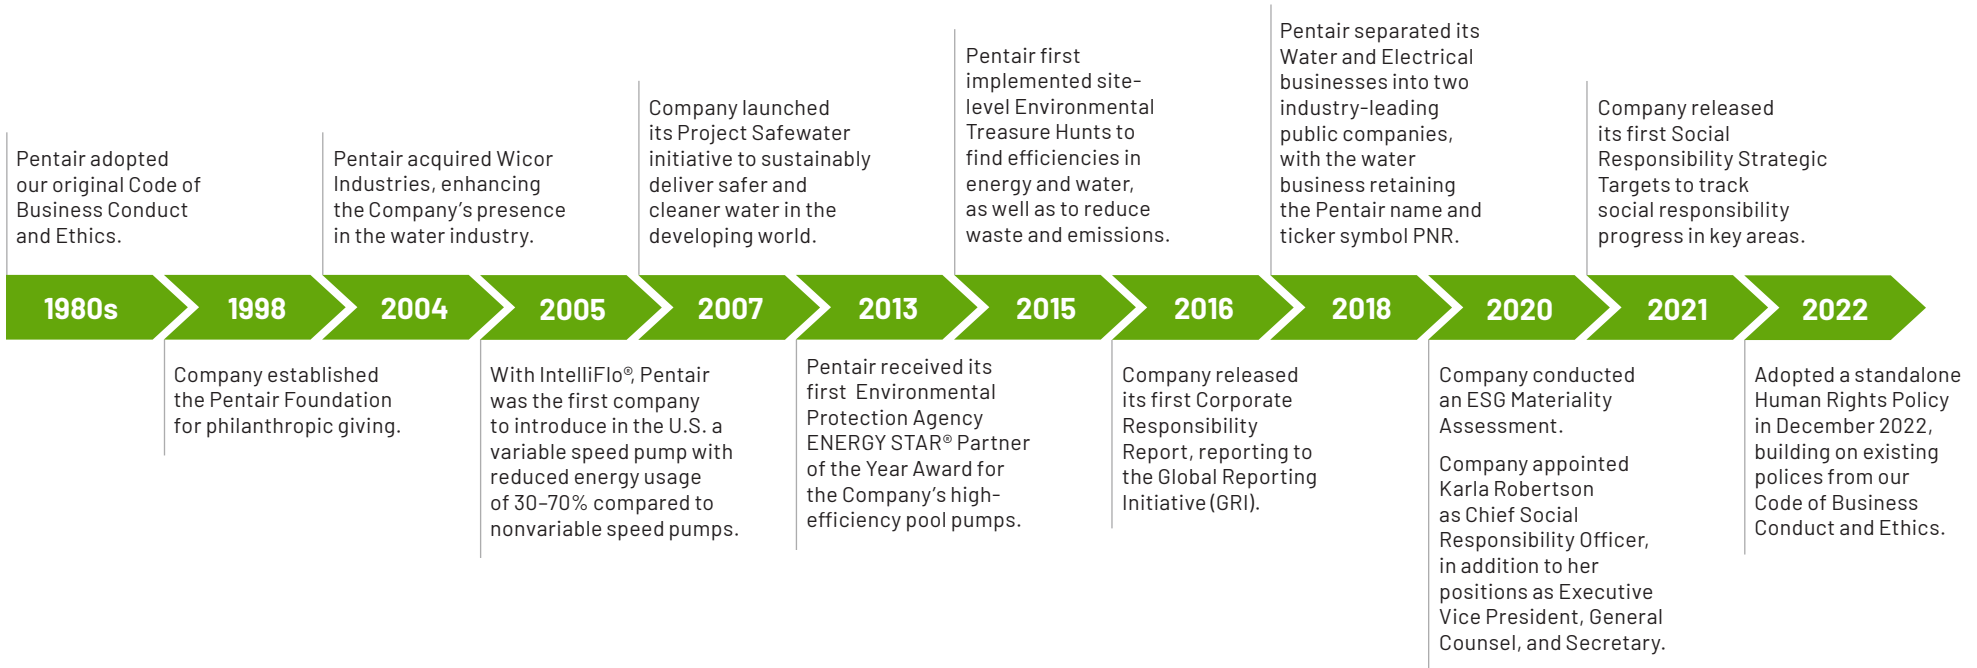 Pentair adopted
our original Code of
Business Conduct
and Ethics.
1980s
1998
Company established
the Pentair Foundation
for philanthropic giving.
Pentair acquired Wicor
Industries, enhancing
the Company's presence
in the water industry.
2004
2005
With IntelliFlo®, Pentair
was the first company
to introduce in the U.S. a
variable speed pump with
reduced energy usage
of 30–70% compared to
nonvariable speed pumps.
Company launched
its Project Safewater
initiative to sustainably
deliver safer and
cleaner water in the
developing world.
2007
2013
Pentair received its
first Environmental
Protection Agency
ENERGY STAR® Partner
of the Year Award for
the Company's high-
efficiency pool pumps.
Pentair first
implemented site-
level Environmental
Treasure Hunts to
find efficiencies in
energy and water,
as well as to reduce
waste and emissions.
2015
2016
Company released
its first Corporate
Responsibility
Report, reporting to
the Global Reporting
Initiative (GRI).
Pentair separated its
Water and Electrical
businesses into two
industry-leading
public companies,
with the water
business retaining
the Pentair name and
ticker symbol PNR.
2018
2020
Company conducted
an ESG Materiality
Assessment.
Company appointed
Karla Robertson
as Chief Social
Responsibility Officer,
in addition to her
positions as Executive
Vice President, General
Counsel, and Secretary.
Company released
its first Social
Responsibility Strategic
Targets to track
social responsibility
progress in key areas.
2021
2022
Adopted a standalone
Human Rights Policy
in December 2022,
building on existing
polices from our
Code of Business
Conduct and Ethics.